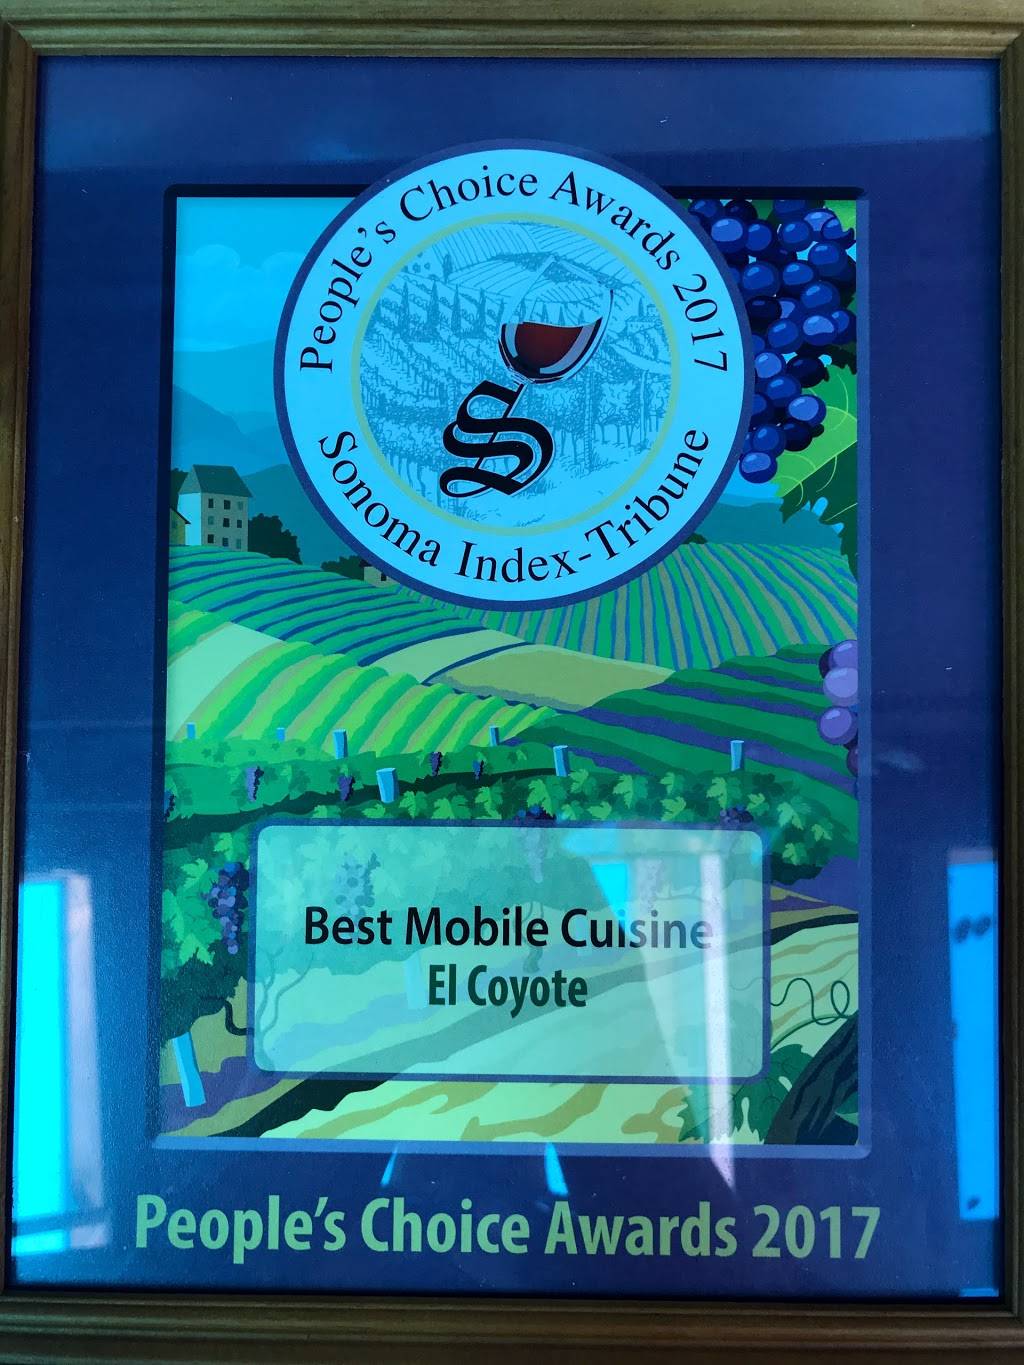 People's Choice Awards 2017
S
Sonoma Index-Tribune
Best Mobile Cuisine
El Coyote
People's Choice Awards 2017